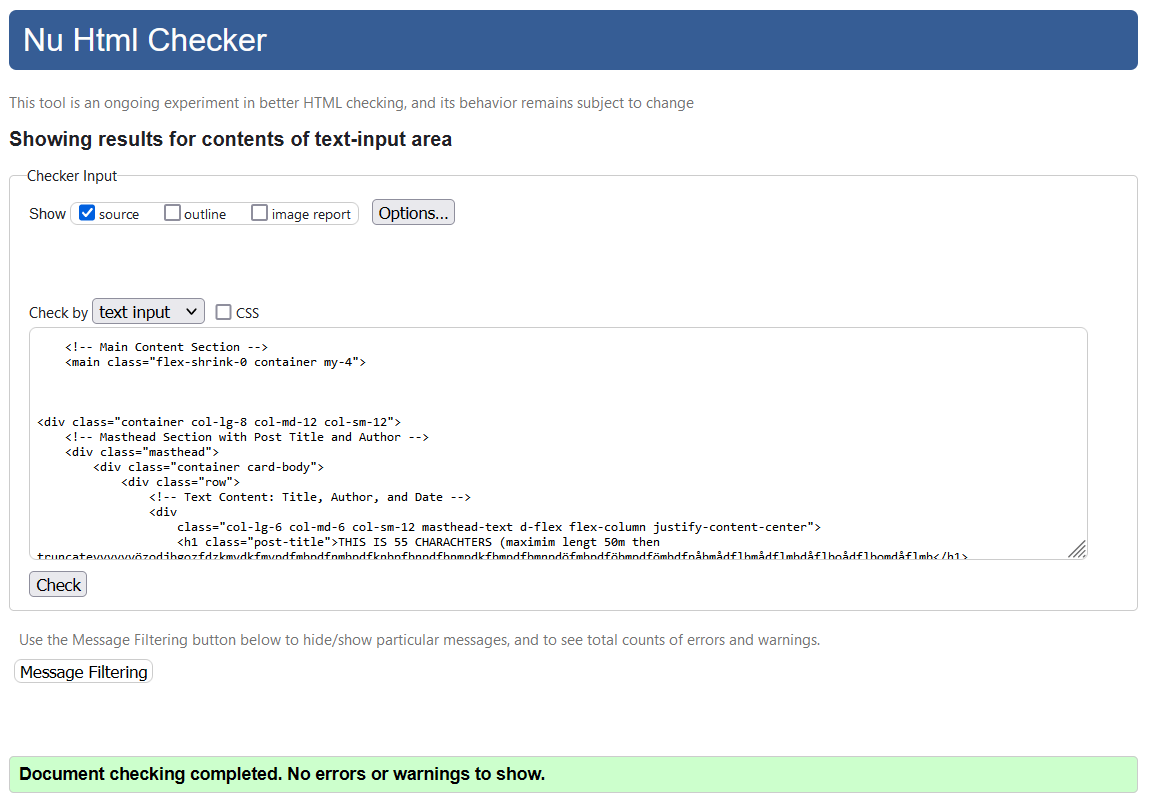 Nu Html Checker
This tool is an ongoing experiment in better HTML checking, and its behavior remains subject to change
Showing results for contents of text-input area
Checker Input
Show source outline image report Options...
Check by text input CSS
<!-- Main Content Section -->
<main class="flex-shrink-0 container my-4">
<div class="container col-lg-8 col-md-12 col-sm-12">
<!-- Masthead Section with Post Title and Author -->
<div class="masthead">
<div class="container card-body">
<div class="row">
<!-- Text Content: Title, Author, and Date -->
<div
class="col-lg-6 col-md-6 col-sm-12 masthead-text d-flex flex-column justify-content-center">
<h1 class="post-title">THIS IS 55 CHARACHTERS (maximim lengt 50m then
Check
Use the Message Filtering button below to hide/show particular messages, and to see total counts of errors and warnings.
Message Filtering
Document checking completed. No errors or warnings to show.